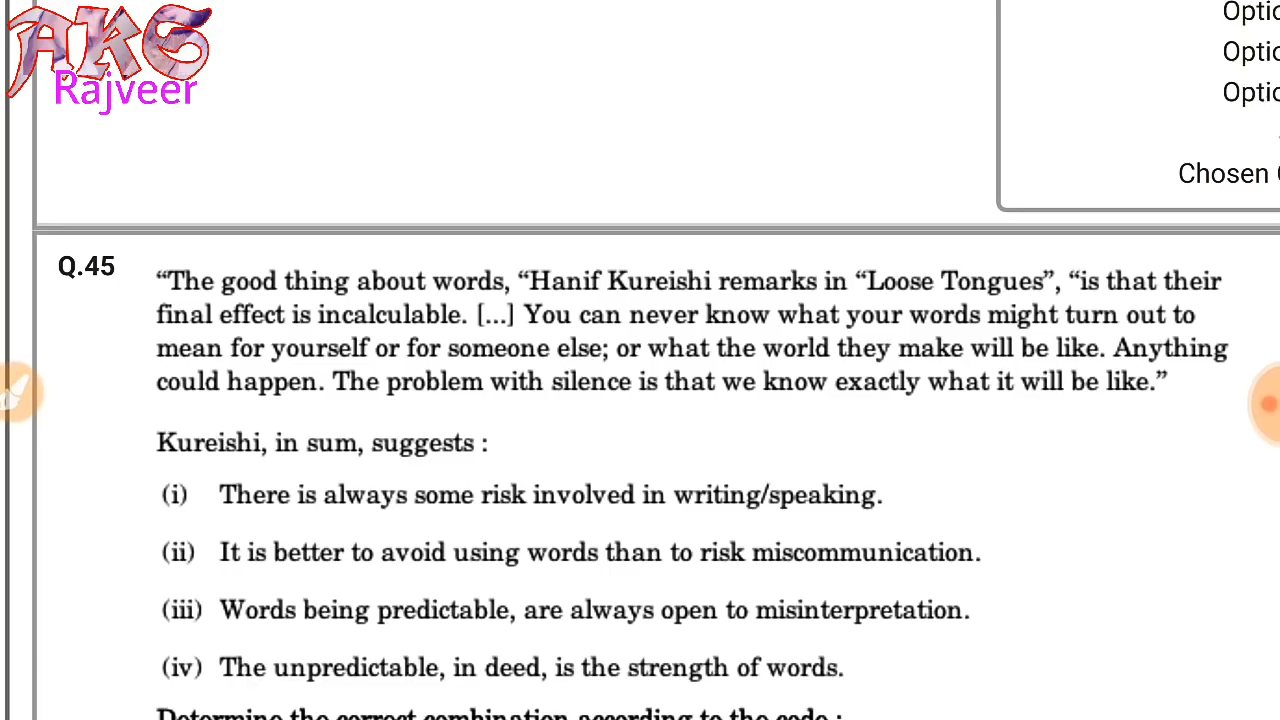 AKS
Rajveer
Optio
Optio
Optio
Chosen
Q.45
“The good thing about words, “Hanif Kureishi remarks in “Loose Tongues”, “is that their
final effect is incalculable. [...] You can never know what your words might turn out to
mean for yourself or for someone else; or what the world they make will be like. Anything
could happen. The problem with silence is that we know exactly what it will be like.”
Kureishi, in sum, suggests :
(i) There is always some risk involved in writing/speaking.
(ii) It is better to avoid using words than to risk miscommunication.
(iii) Words being predictable, are always open to misinterpretation.
(iv) The unpredictable, in deed, is the strength of words.
Determine the correct combination according to the code :